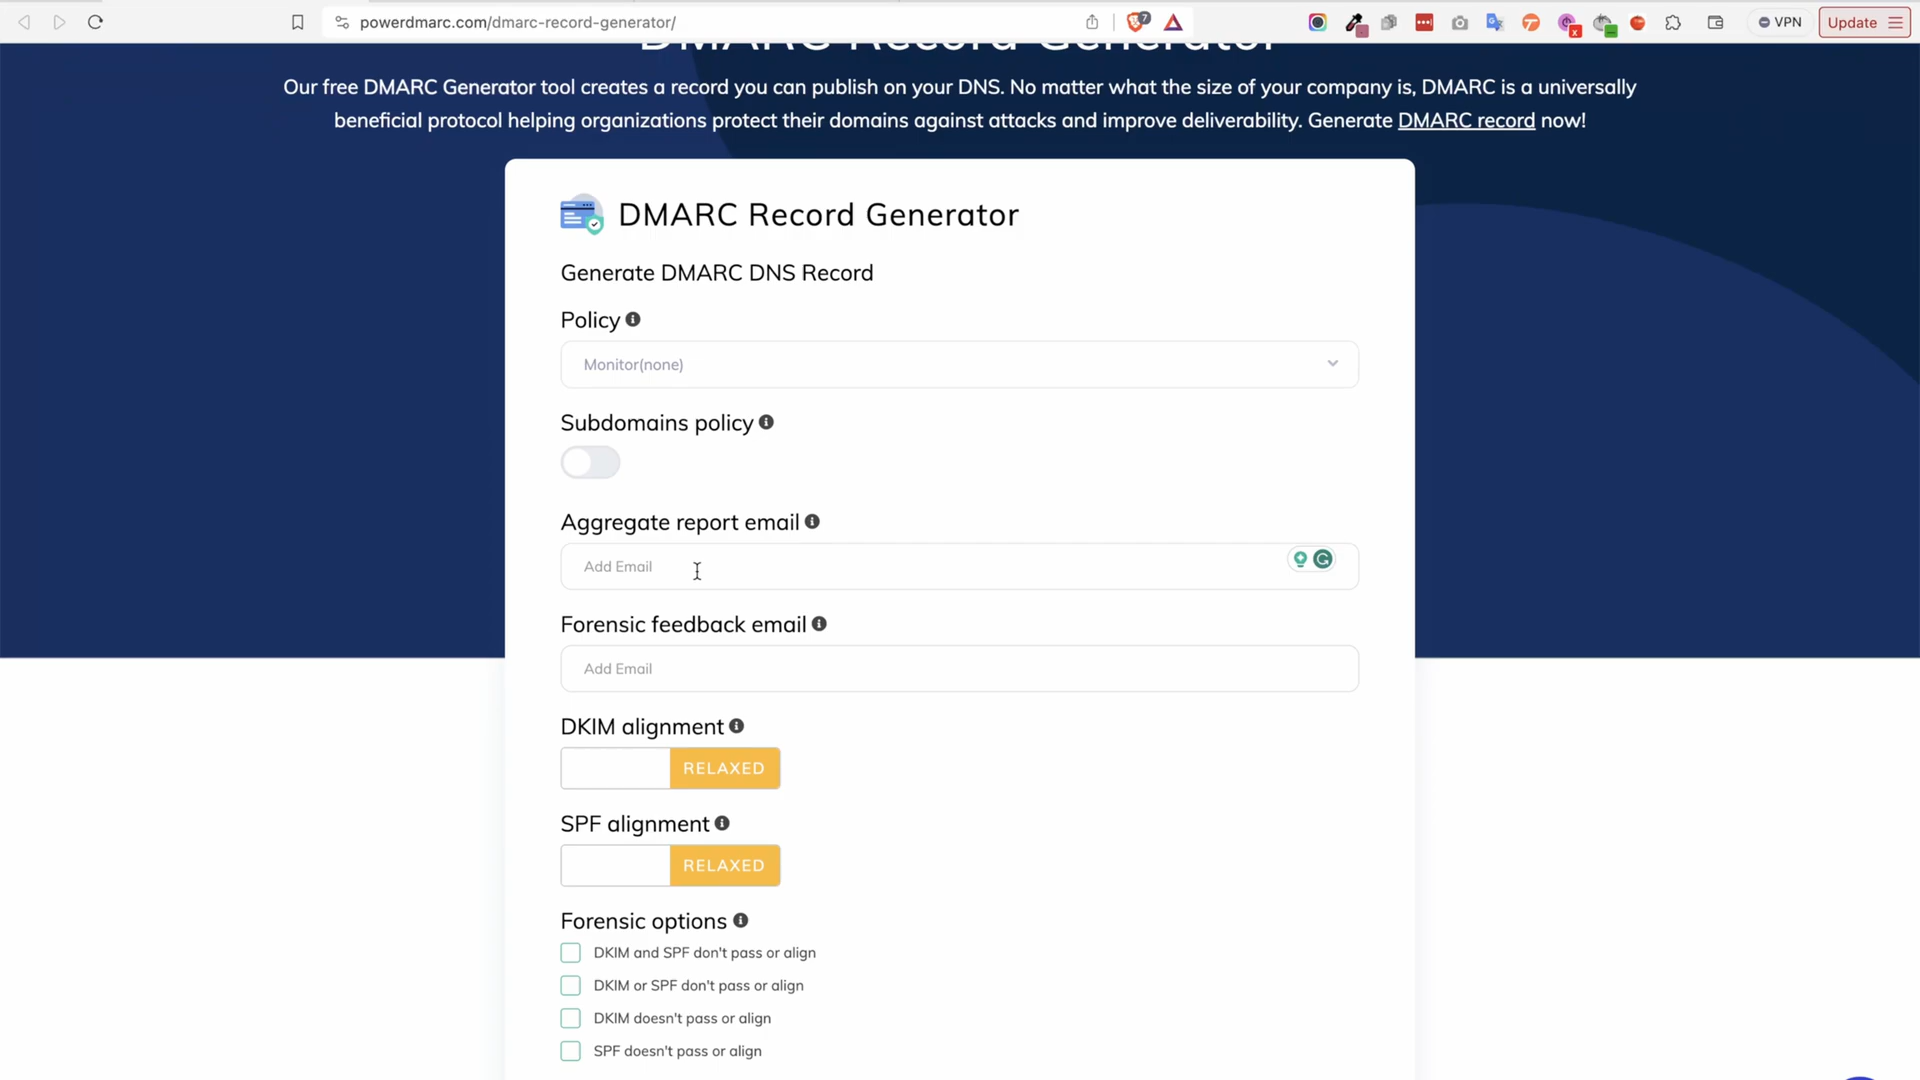 powerdmarc.com/dmarc-record-generator/
7
VPN
Update
DMARC Record Generator
Our free DMARC Generator tool creates a record you can publish on your DNS. No matter what the size of your company is, DMARC is a universally
beneficial protocol helping organizations protect their domains against attacks and improve deliverability. Generate DMARC record now!
DMARC Record Generator
Generate DMARC DNS Record
Policy
Monitor(none)
Subdomains policy
Aggregate report email
Add Email
Forensic feedback email
Add Email
DKIM alignment
RELAXED
SPF alignment
RELAXED
Forensic options
DKIM and SPF don't pass or align
DKIM or SPF don't pass or align
DKIM doesn't pass or align
SPF doesn't pass or align